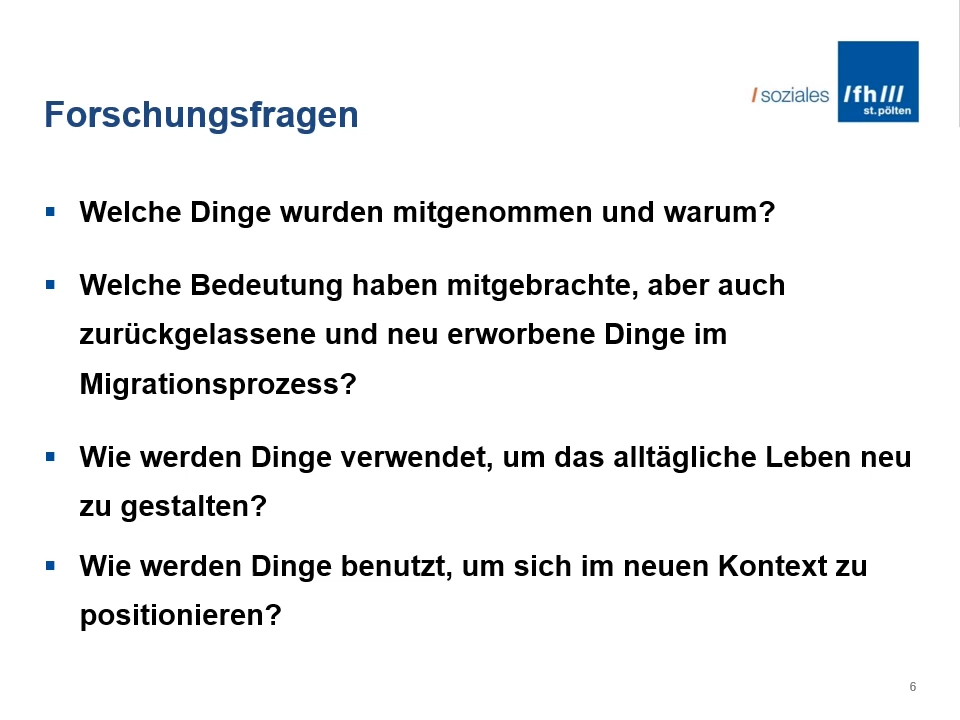 / soziales
/fh///
st.pölten
Forschungsfragen
▪ Welche Dinge wurden mitgenommen und warum?
▪ Welche Bedeutung haben mitgebrachte, aber auch
zurückgelassene und neu erworbene Dinge im
Migrationsprozess?
▪ Wie werden Dinge verwendet, um das alltägliche Leben neu
zu gestalten?
▪ Wie werden Dinge benutzt, um sich im neuen Kontext zu
positionieren?
6